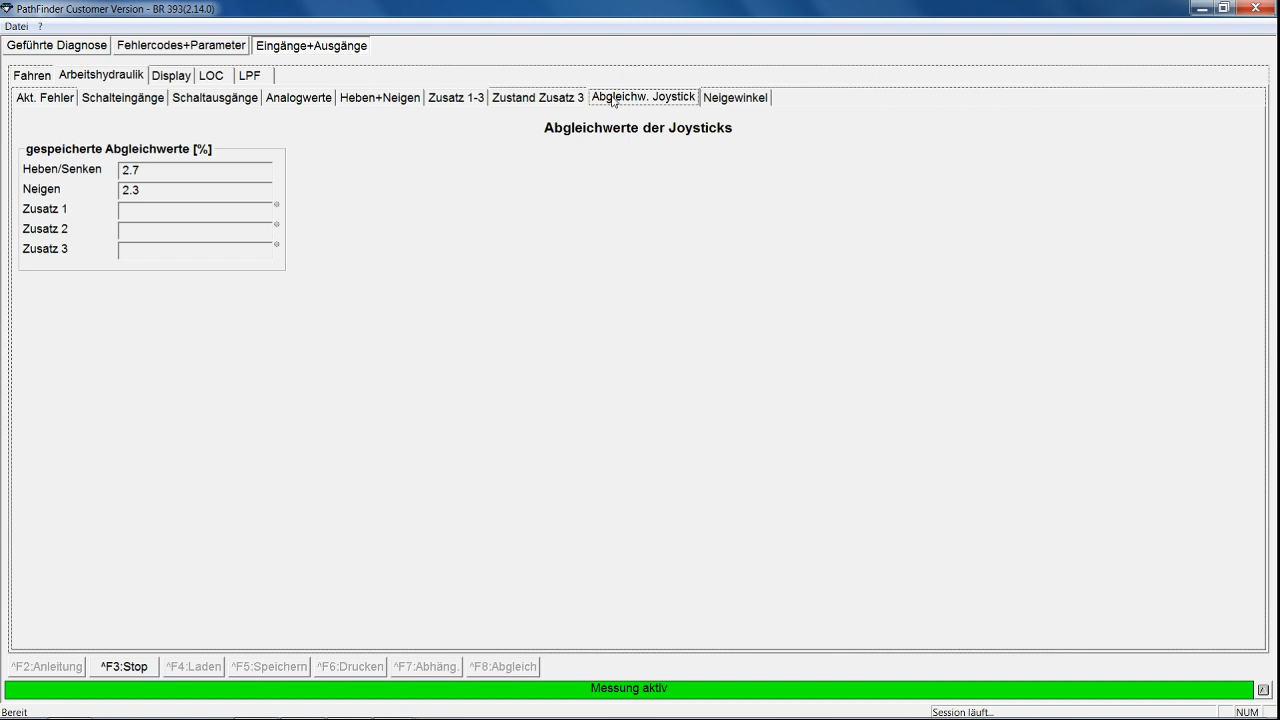 PathFinder Customer Version - BR 393(2.14.0)
Datei ?
Geführte Diagnose Fehlercodes+Parameter Eingänge+Ausgänge
Fahren Arbeitshydraulik Display LOC LPF
Akt. Fehler Schalteingänge Schaltausgänge Analogwerte Heben+Neigen Zusatz 1-3 Zustand Zusatz 3 Abgleichw. Joystick Neigewinkel
Abgleichwerte der Joysticks
gespeicherte Abgleichwerte [%]
Heben/Senken 2.7
Neigen 2.3
Zusatz 1
Zusatz 2
Zusatz 3
^F2:Anleitung ^F3:Stop ^F4:Laden ^F5:Speichern ^F6:Drucken ^F7:Abhäng. ^F8:Abgleich
Messung aktiv
Bereit Session läuft... NUM